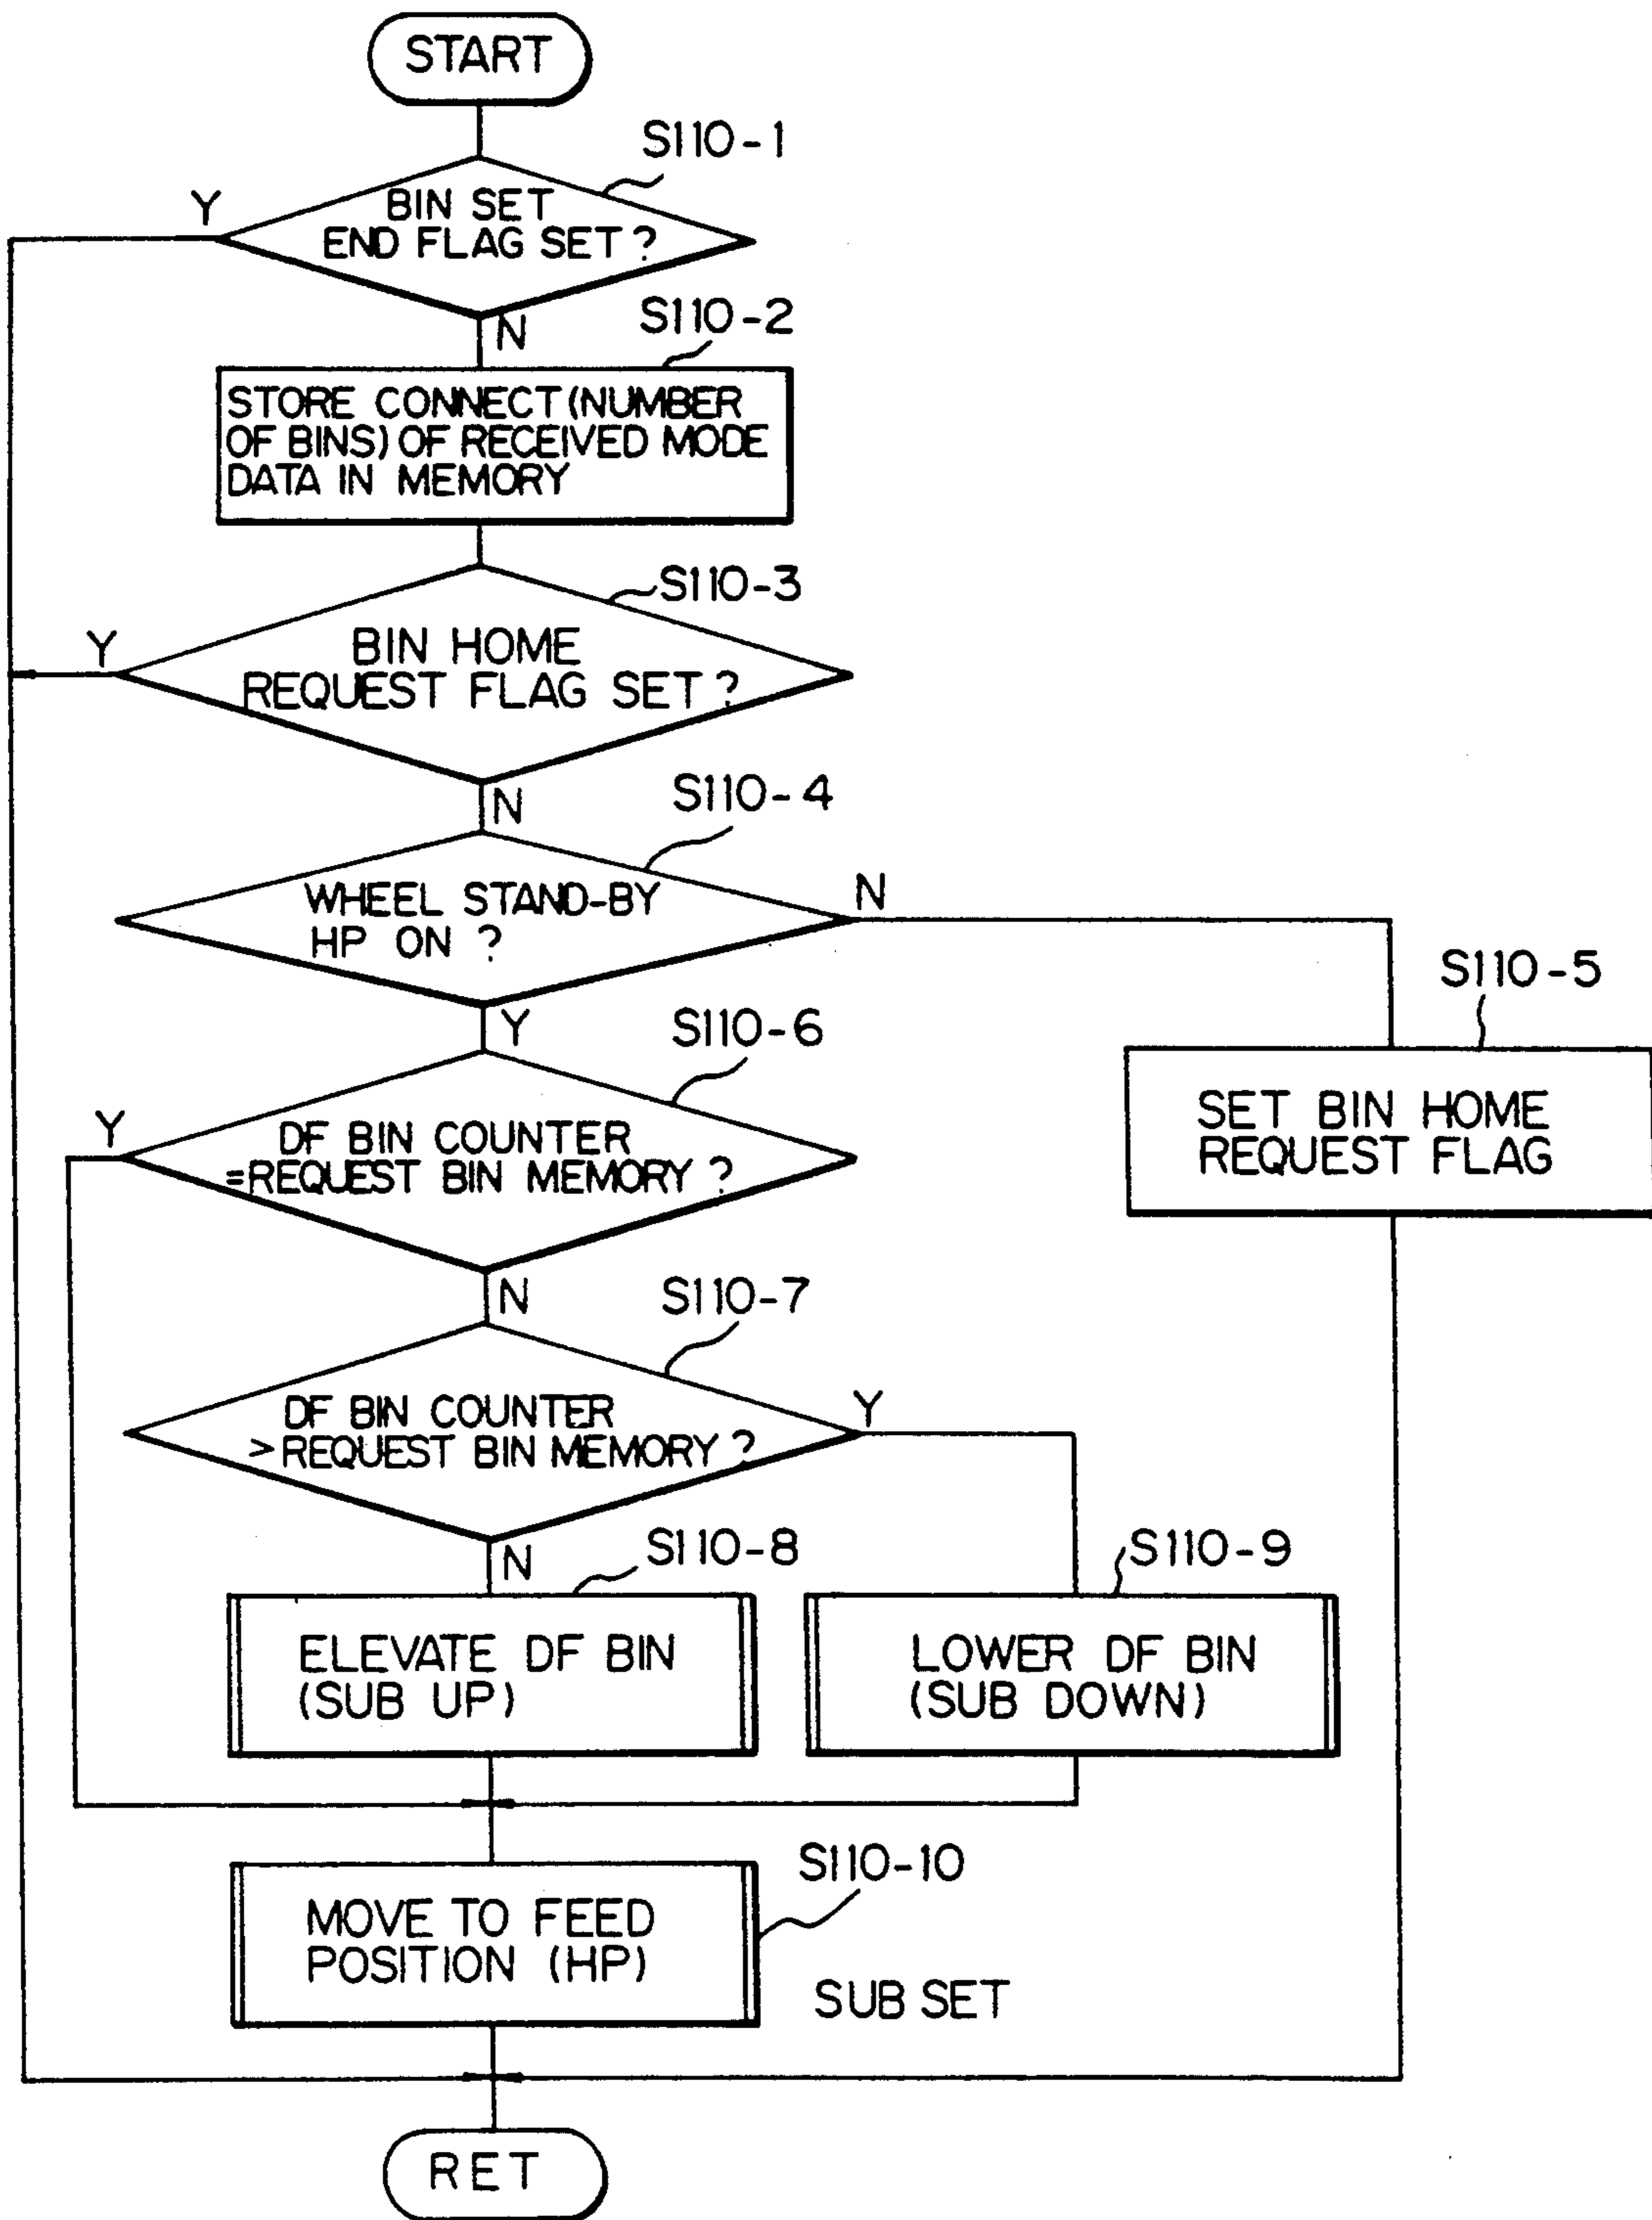 START
S110-1
Y
BIN SET
END FLAG SET?
N
S110-2
STORE CONNECT (NUMBER
OF BINS) OF RECEIVED MODE
DATA IN MEMORY
S110-3
Y
BIN HOME
REQUEST FLAG SET?
N
S110-4
WHEEL STAND-BY
HP ON ?
N
Y
S110-5
SET BIN HOME
REQUEST FLAG
S110-6
Y
DF BIN COUNTER
=REQUEST BIN MEMORY ?
N
S110-7
DF BIN COUNTER
> REQUEST BIN MEMORY ?
Y
N
S110-8
ELEVATE DF BIN
(SUB UP)
S110-9
LOWER DF BIN
(SUB DOWN)
S110-10
MOVE TO FEED
POSITION (HP)
SUB SET
RET